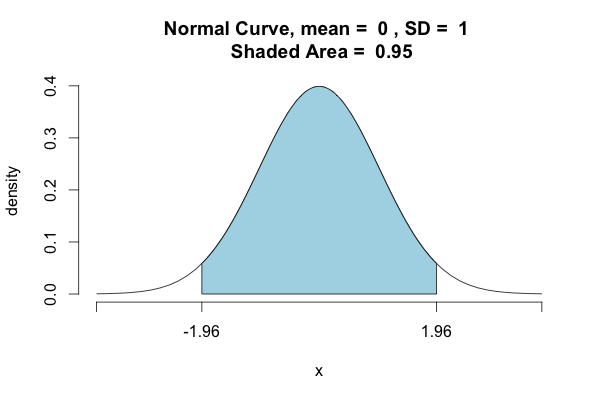 Normal Curve, mean =  0 , SD =  1
Shaded Area =  0.95
0.4
0.3
0.2
0.1
0.0
density
-1.96
1.96
x